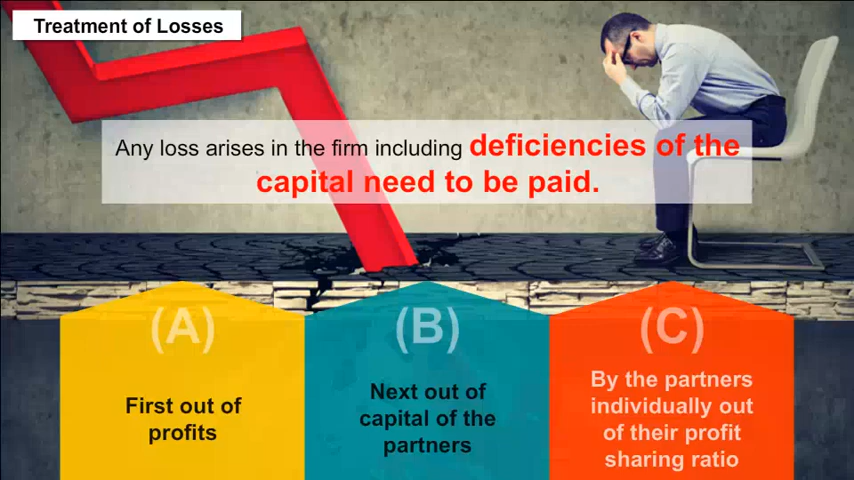 Treatment of Losses
Any loss arises in the firm including deficiencies of the
capital need to be paid.
(A)
First out of
profits
(B)
Next out of
capital of the
partners
(C)
By the partners
individually out
of their profit
sharing ratio